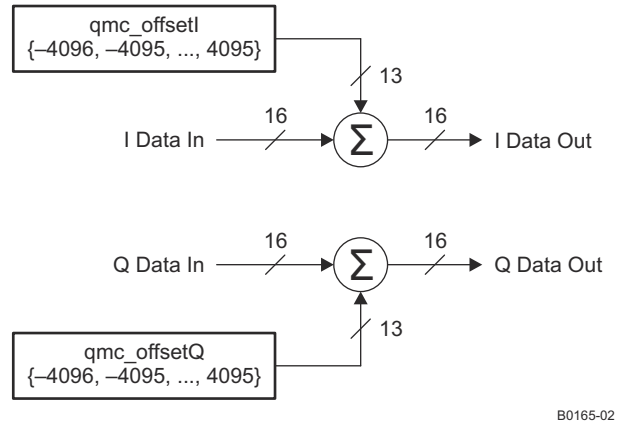 qmc_offsetI
{–4096, –4095, ..., 4095}
13
16
16
I Data In
Σ
I Data Out
16
16
Q Data In
Σ
Q Data Out
13
qmc_offsetQ
{–4096, –4095, ..., 4095}
B0165-02